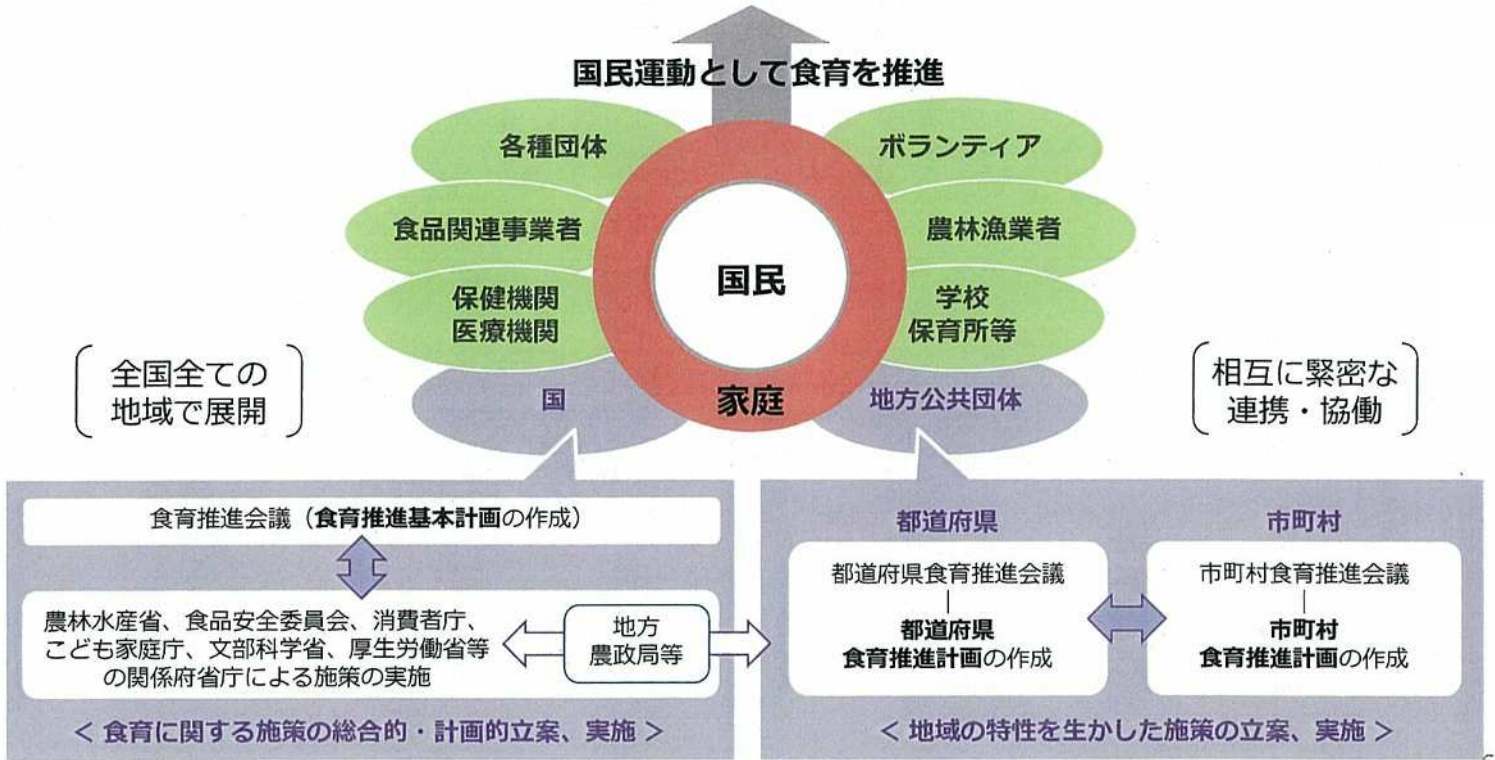 国民運動として食育を推進
各種団体
ボランティア
食品関連事業者
農林漁業者
国民
保健機関
医療機関
学校
保育所等
全国全ての
地域で展開
国
家庭
地方公共団体
相互に緊密な
連携・協働
食育推進会議（食育推進基本計画の作成）
農林水産省、食品安全委員会、消費者庁、
こども家庭庁、文部科学省、厚生労働省等
の関係府省庁による施策の実施
地方
農政局等
＜食育に関する施策の総合的・計画的立案、実施＞
都道府県
都道府県食育推進会議
都道府県
食育推進計画の作成
市町村
市町村食育推進会議
市町村
食育推進計画の作成
＜地域の特性を生かした施策の立案、実施＞